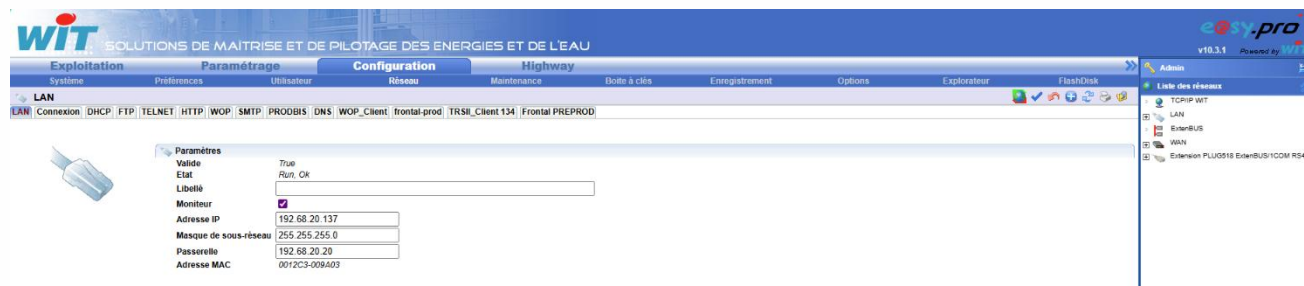 WIT SOLUTIONS DE MAÎTRISE ET DE PILOTAGE DES ENERGIES ET DE L'EAU
easy.pro
v10.3.1 Powered by WIT
Exploitation Paramétrage Configuration Highway
Admin
Système Préférences Utilisateur Réseau Maintenance Boite à clés Enregistrement Options Explorateur FlashDisk
Liste des réseaux
LAN
LAN Connexion DHCP FTP TELNET HTTP WOP SMTP PRODBIS DNS WOP_Client frontal-prod TRSII_Client 134 Frontal PREPROD
TCP/IP WIT
LAN
ExtenBUS
WAN
Extension PLUG518 ExtenBUS/1COM RS4
Paramètres
Valide True
Etat Run, Ok
Libellé
Moniteur
Adresse IP 192.68.20.137
Masque de sous-réseau 255.255.255.0
Passerelle 192.68.20.20
Adresse MAC 0012C3-009A03